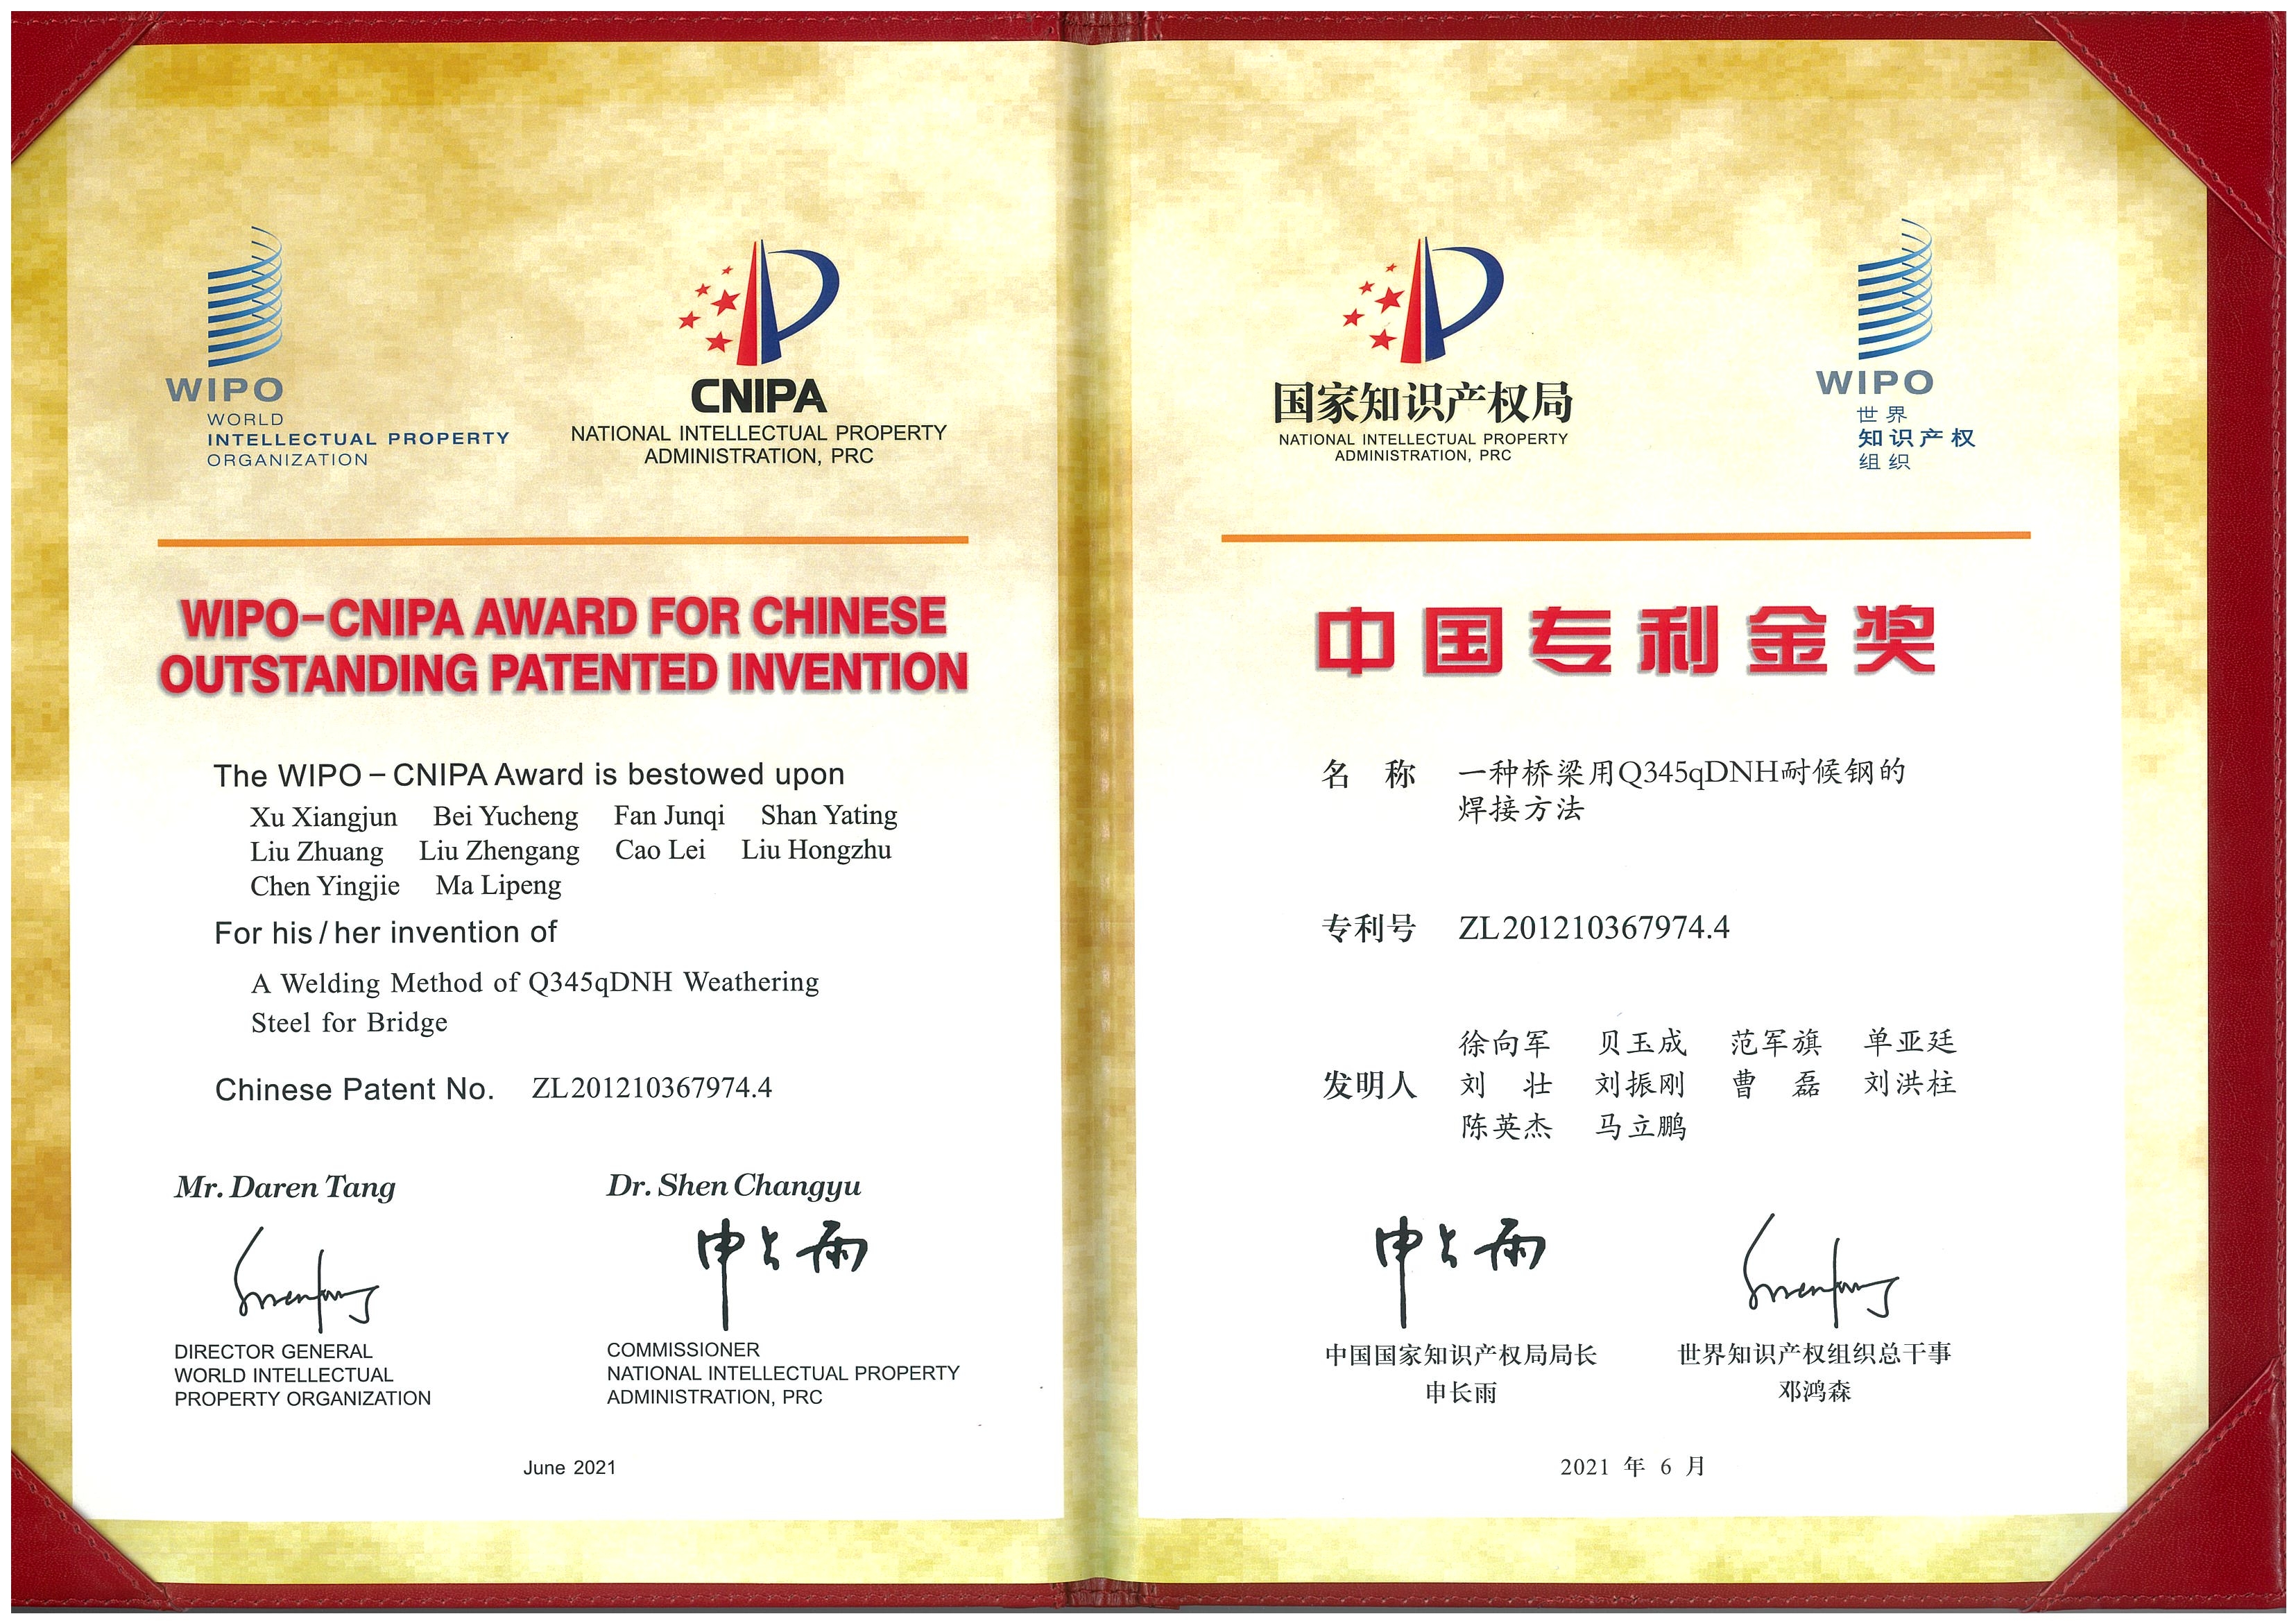 WIPO
WORLD
INTELLECTUAL PROPERTY
ORGANIZATION
CNIPA
NATIONAL INTELLECTUAL PROPERTY
ADMINISTRATION, PRC
WIPO-CNIPA AWARD FOR CHINESE
OUTSTANDING PATENTED INVENTION
The WIPO – CNIPA Award is bestowed upon
Xu Xiangjun Bei Yucheng Fan Junqi Shan Yating
Liu Zhuang Liu Zhengang Cao Lei Liu Hongzhu
Chen Yingjie Ma Lipeng
For his / her invention of
A Welding Method of Q345qDNH Weathering
Steel for Bridge
Chinese Patent No. ZL201210367974.4
Mr. Daren Tang
DIRECTOR GENERAL
WORLD INTELLECTUAL
PROPERTY ORGANIZATION
Dr. Shen Changyu
申长雨
COMMISSIONER
NATIONAL INTELLECTUAL PROPERTY
ADMINISTRATION, PRC
June 2021
国家知识产权局
NATIONAL INTELLECTUAL PROPERTY
ADMINISTRATION, PRC
WIPO
世界
知识产权
组织
中国专利金奖
名 称 一种桥梁用Q345qDNH耐候钢的
焊接方法
专利号 ZL201210367974.4
徐向军 贝玉成 范军旗 单亚廷
发明人 刘 壮 刘振刚 曹 磊 刘洪柱
陈英杰 马立鹏
申长雨
中国国家知识产权局局长
申长雨
世界知识产权组织总干事
邓鸿森
2021 年 6 月